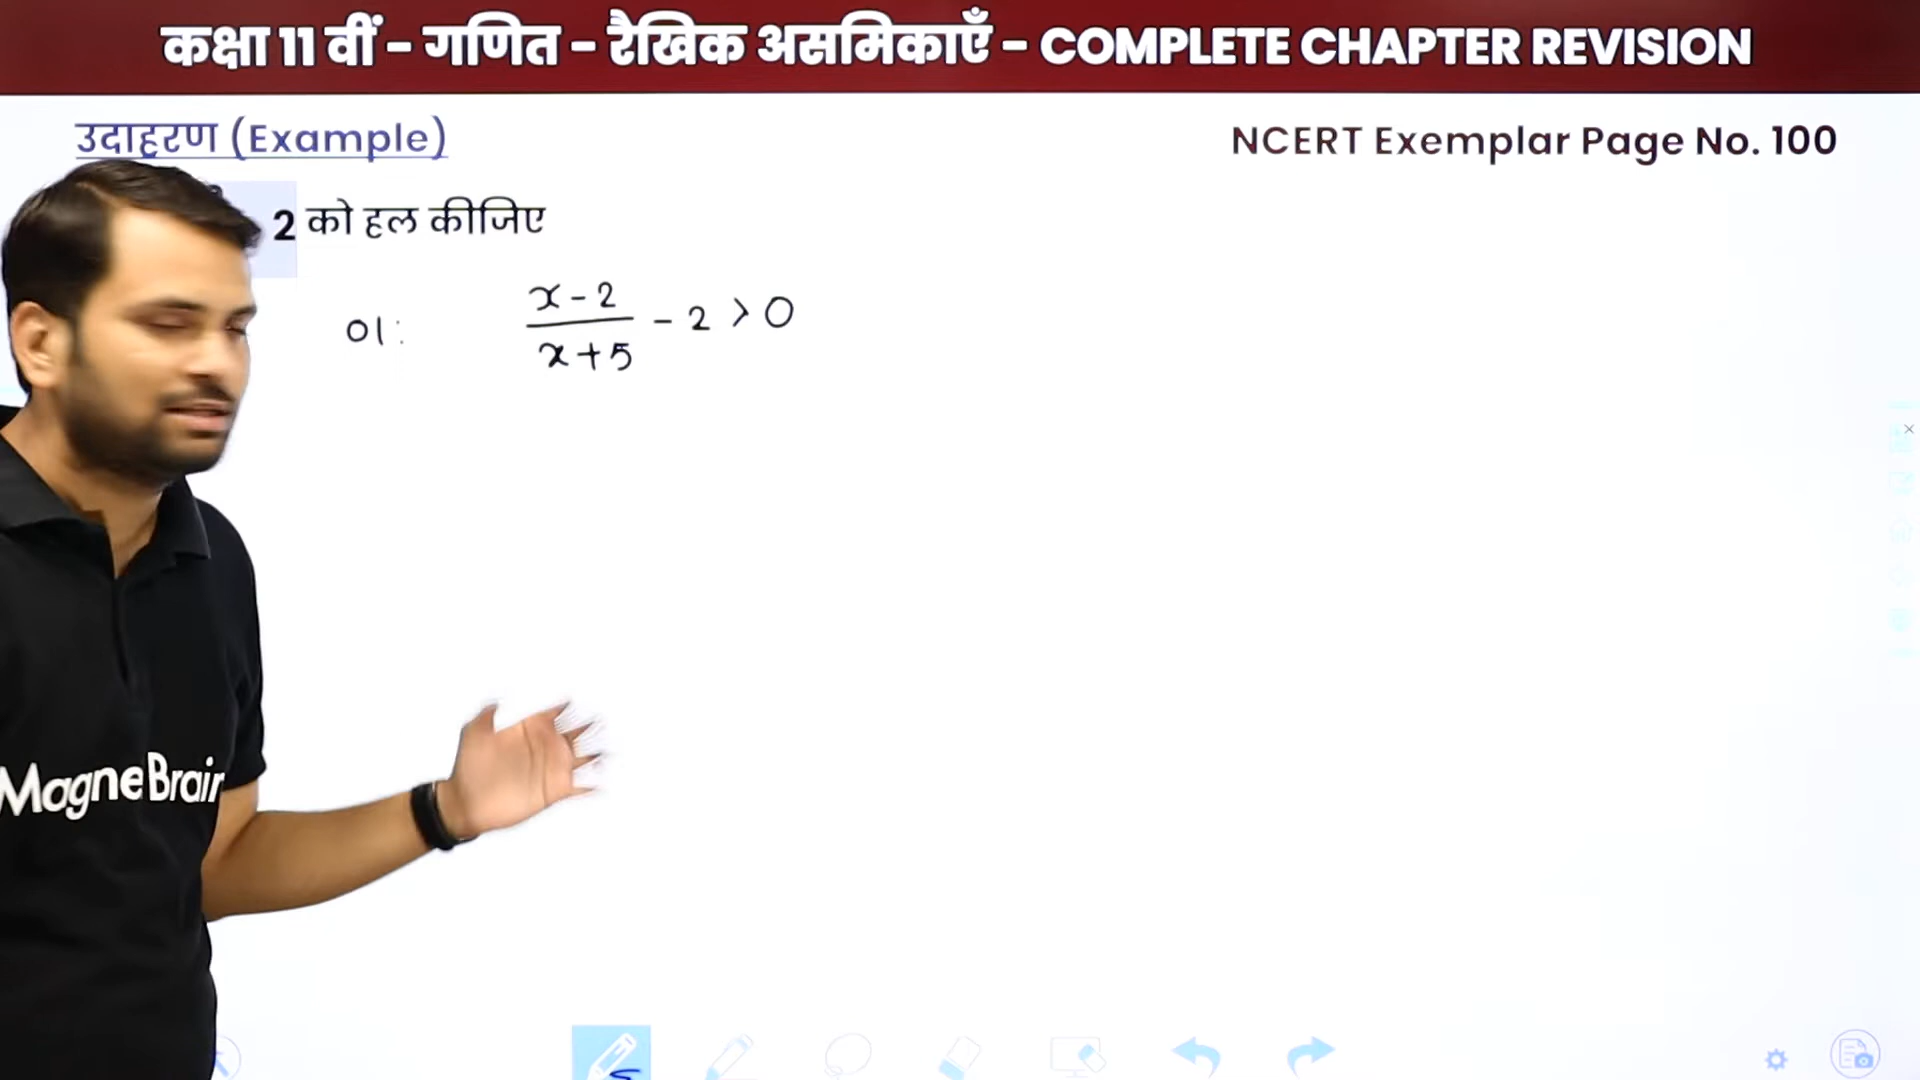 कक्षा 11 वीं – गणित – रैखिक असमिकाएँ – COMPLETE CHAPTER REVISION
उदाहरण (Example)
NCERT Exemplar Page No. 100
2 को हल कीजिए
01: x-2/x+5 - 2 > 0
MagneBrain